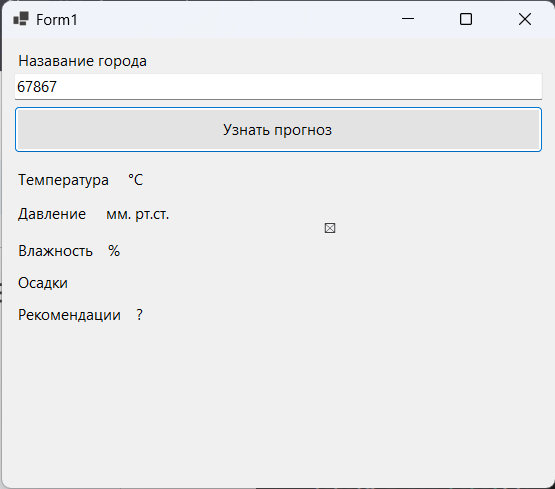 Form1
Назавание города
67867
Узнать прогноз
Температура °C
Давление мм. рт.ст.
Влажность %
Осадки
Рекомендации ?